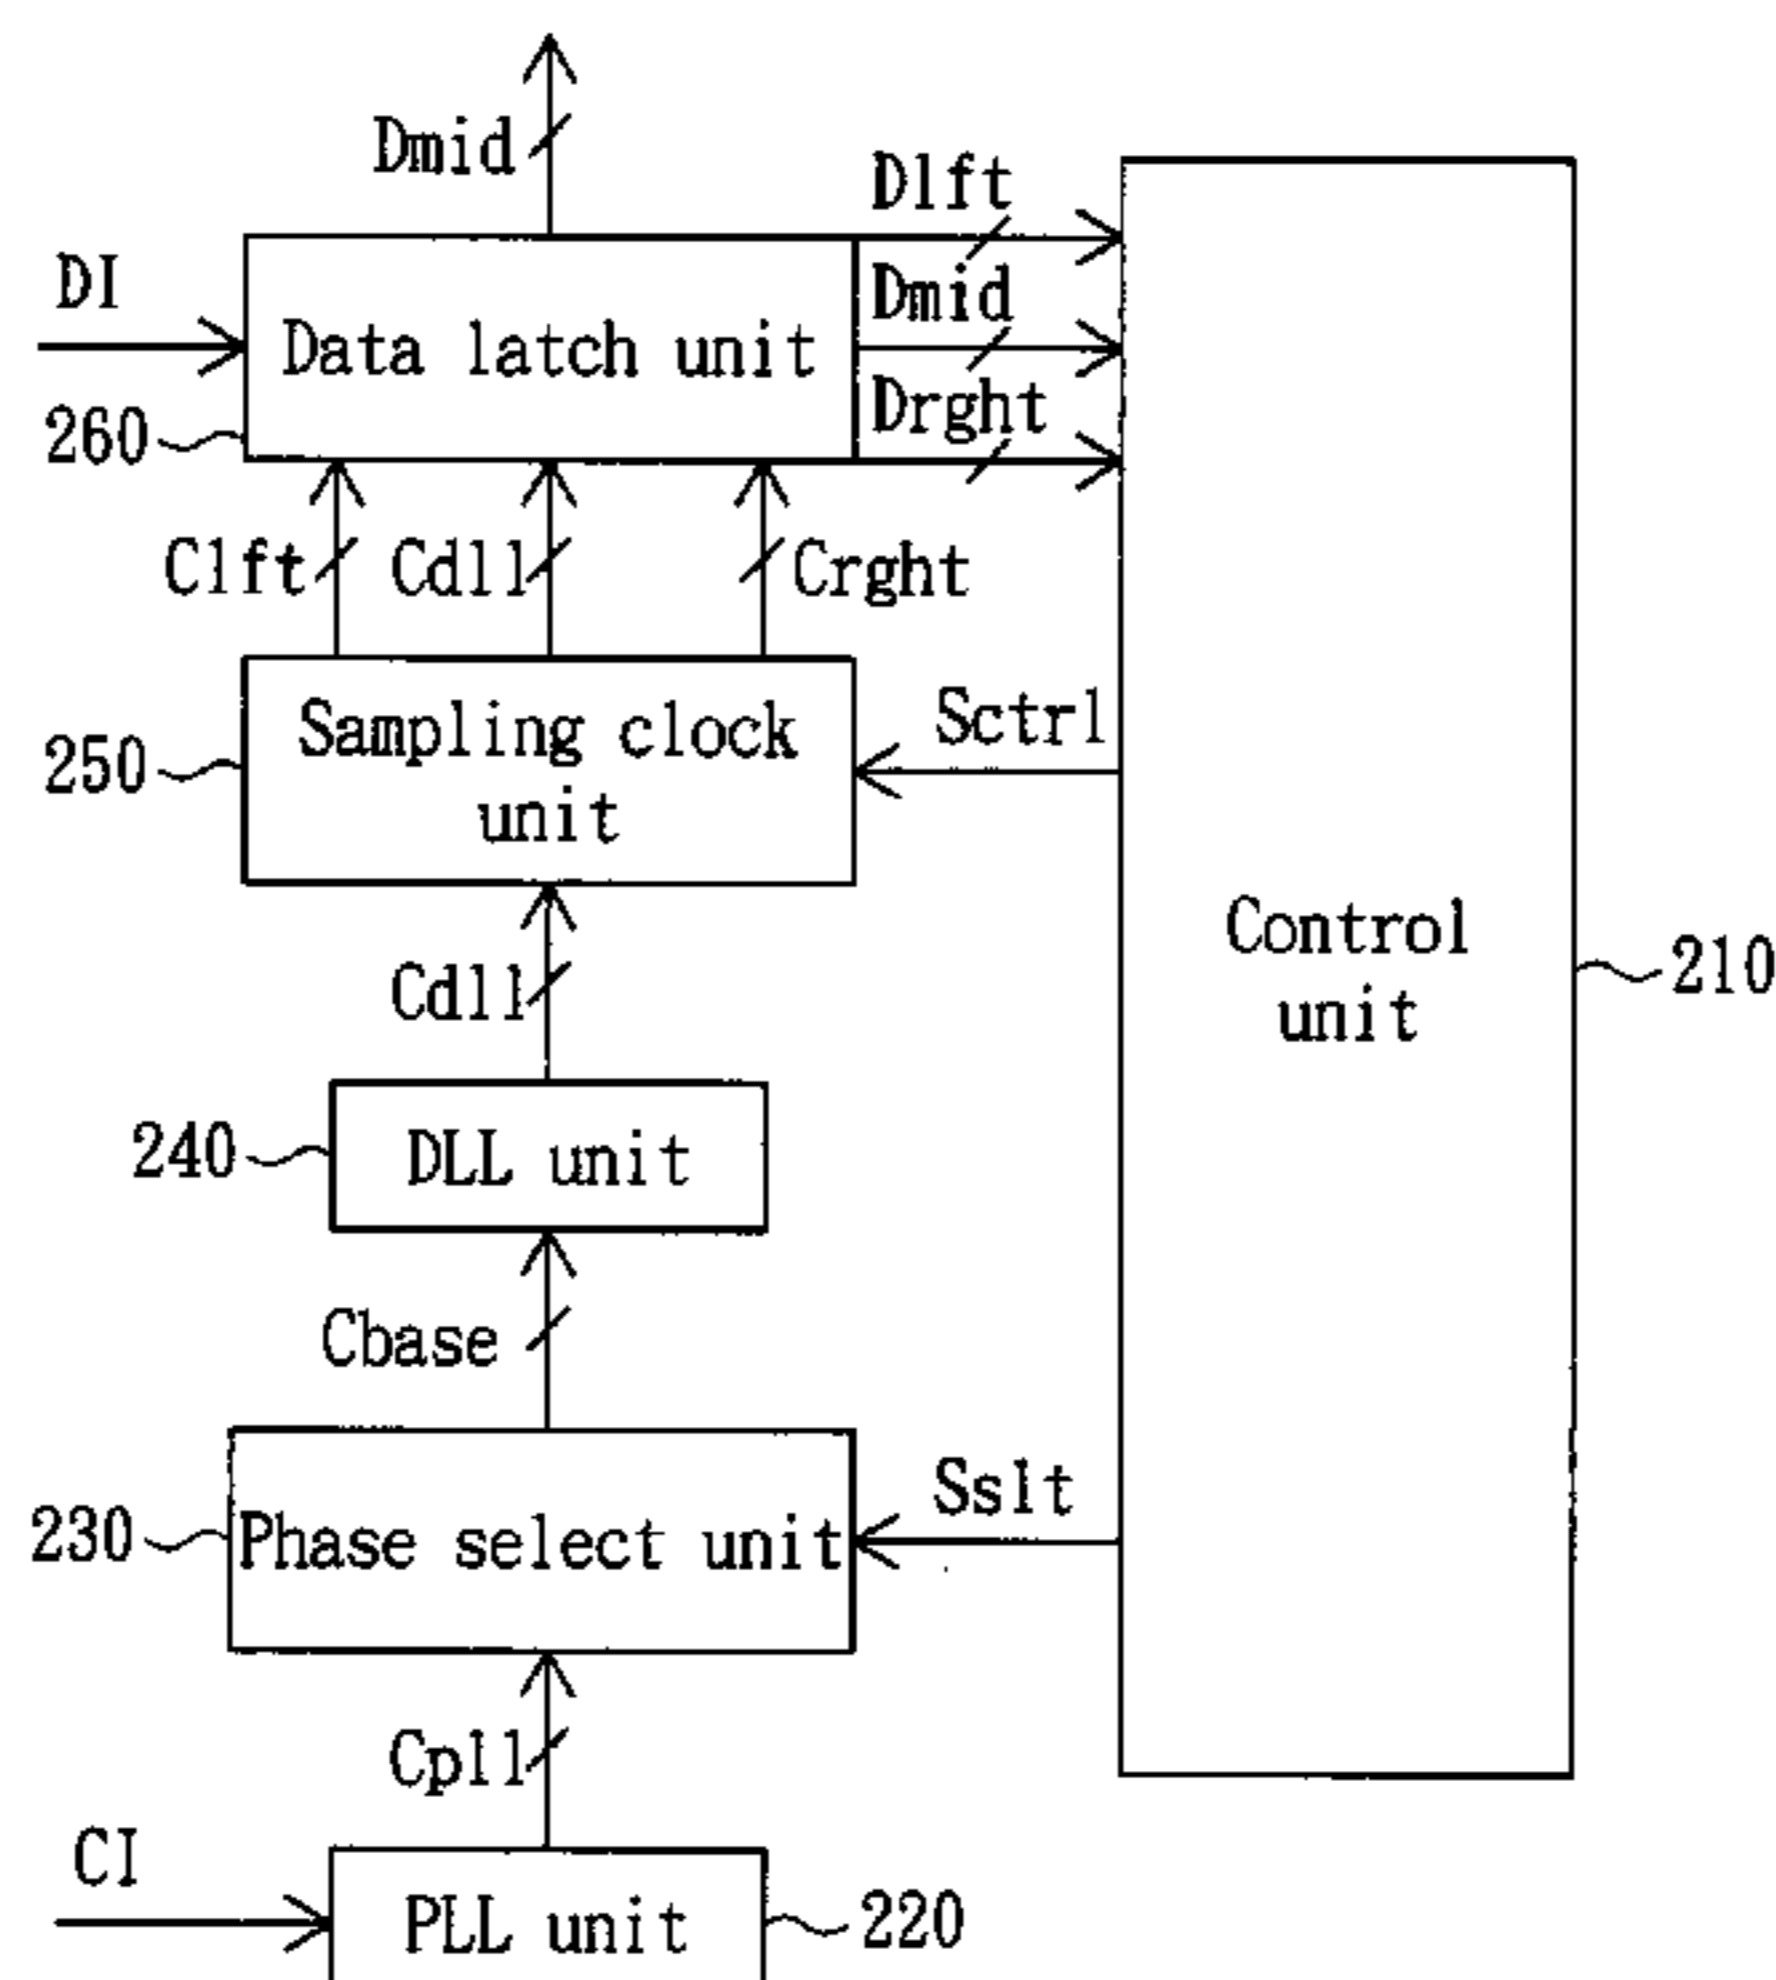 Dmid
Dlft
DI
Dmid
Data latch unit
Drght
260
Clft
Cdll
Crght
Sampling clock
unit
Sctrl
250
Control
unit
210
Cdll
240
DLL unit
Cbase
Sslt
230
Phase select unit
Cpll
CI
PLL unit
220